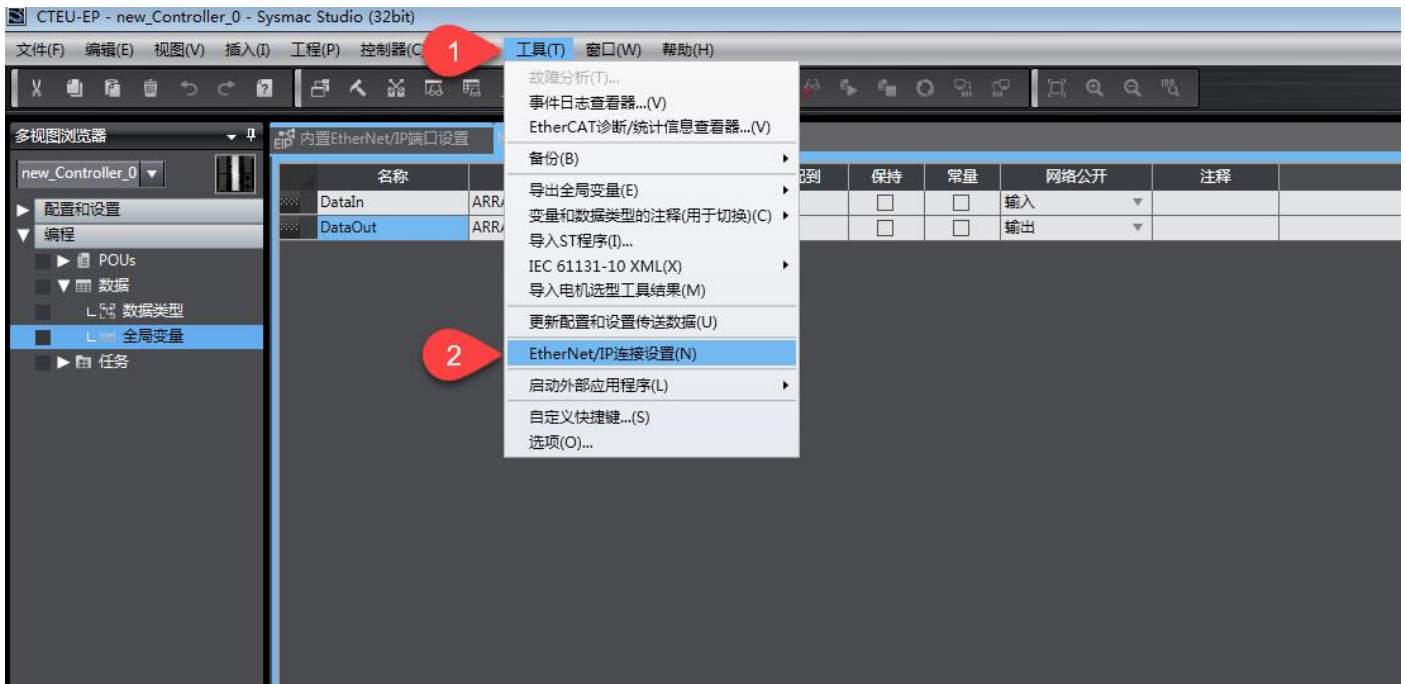 CTEU-EP - new_Controller_0 - Sysmac Studio (32bit)
文件(F) 编辑(E) 视图(V) 插入(I) 工程(P) 控制器(C 1 工具(T) 窗口(W) 帮助(H)
故障分析(T)...
事件日志查看器...(V)
EtherCAT诊断/统计信息查看器...(V)
备份(B)
导出全局变量(E)
变量和数据类型的注释(用于切换)(C)
导入ST程序(I)...
IEC 61131-10 XML(X)
导入电机选型工具结果(M)
更新配置和设置传送数据(U)
2 EtherNet/IP连接设置(N)
启动外部应用程序(L)
自定义快捷键...(S)
选项(O)...
多视图浏览器
new_Controller_0
配置和设置
编程
POUs
数据
数据类型
全局变量
任务
EIP 内置EtherNet/IP端口设置
名称 配到 保持 常量 网络公开 注释
DataIn ARRA 输入
DataOut ARRA 输出